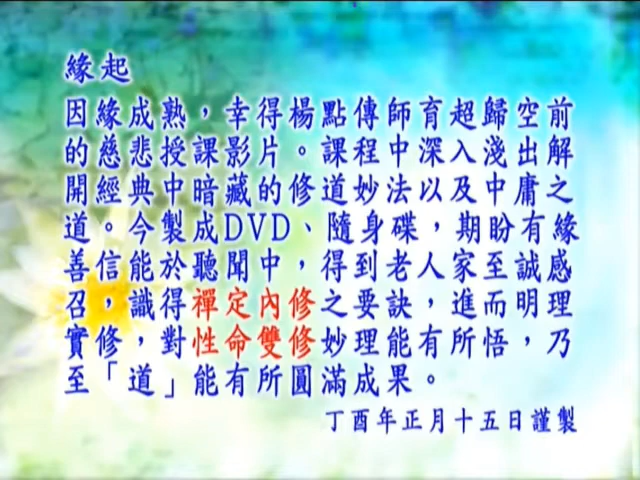 緣起
因緣成熟，幸得楊點傳師育超歸空前
的慈悲授課影片。課程中深入淺出解
開經典中暗藏的修道妙法以及中庸之
道。今製成DVD、隨身碟，期盼有緣
善信能於聽聞中，得到老人家至誠感
召，識得禪定內修之要訣，進而明理
實修，對性命雙修妙理能有所悟，乃
至「道」能有所圓滿成果。
丁酉年正月十五日謹製